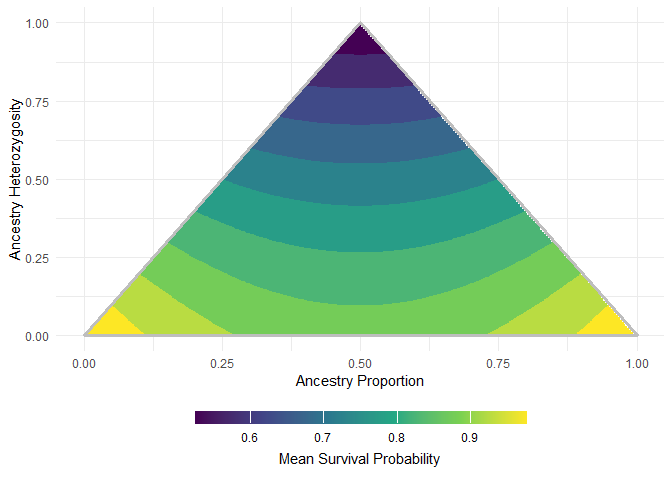 1.00
0.75
0.50
0.25
0.00
Ancestry Heterozygosity
0.00 0.25 0.50 0.75 1.00
Ancestry Proportion
0.6 0.7 0.8 0.9
Mean Survival Probability